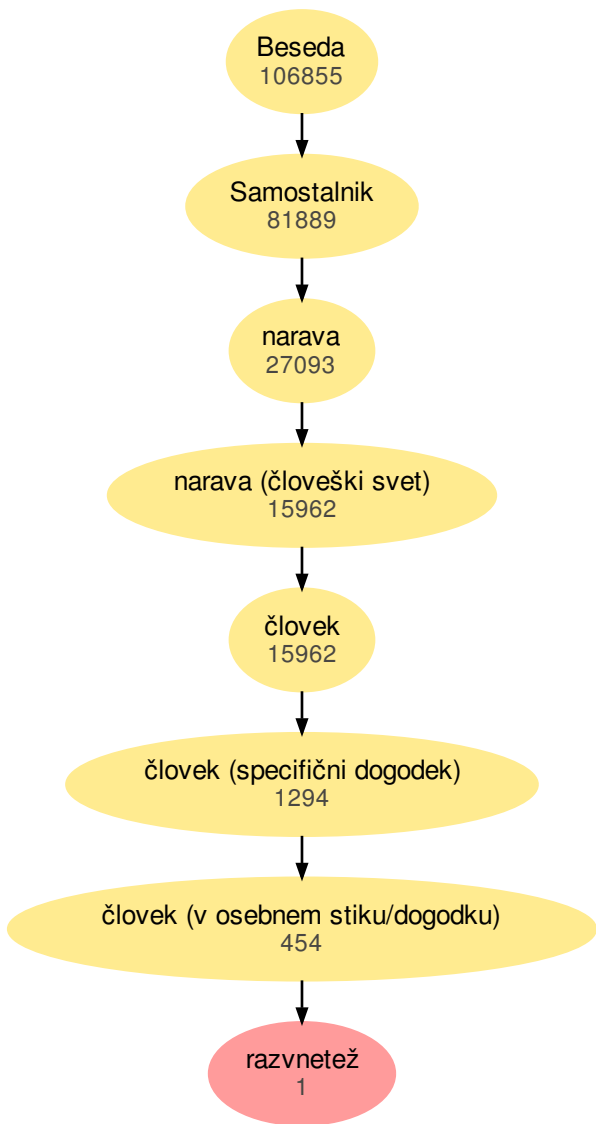 Beseda
106855
Samostalnik
81889
narava
27093
narava (človeški svet)
15962
človek
15962
človek (specifični dogodek)
1294
človek (v osebnem stiku/dogodku)
454
razvnetež
1